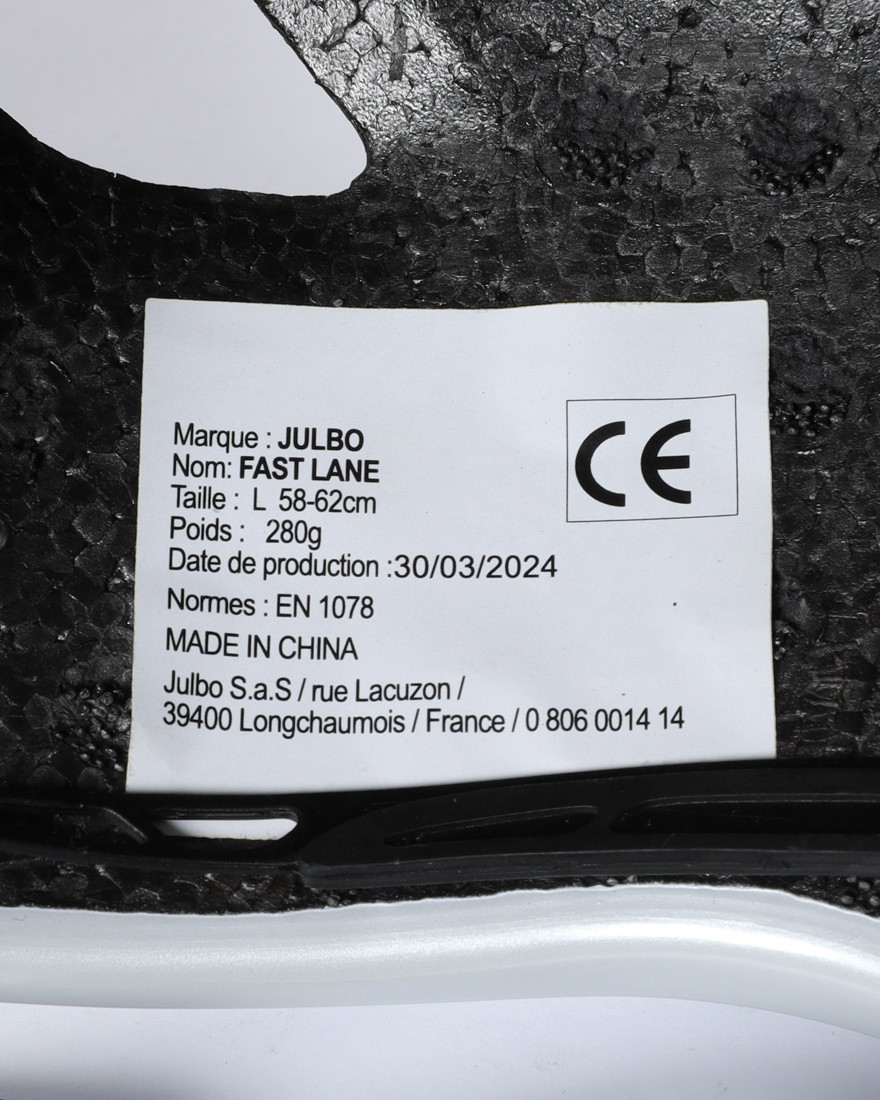 Marque : JULBO
Nom: FAST LANE
Taille : L 58-62cm
Poids : 280g
Date de production :30/03/2024
Normes : EN 1078
MADE IN CHINA
Julbo S.a.S / rue Lacuzon /
39400 Longchaumois / France / 0 806 0014 14
CE